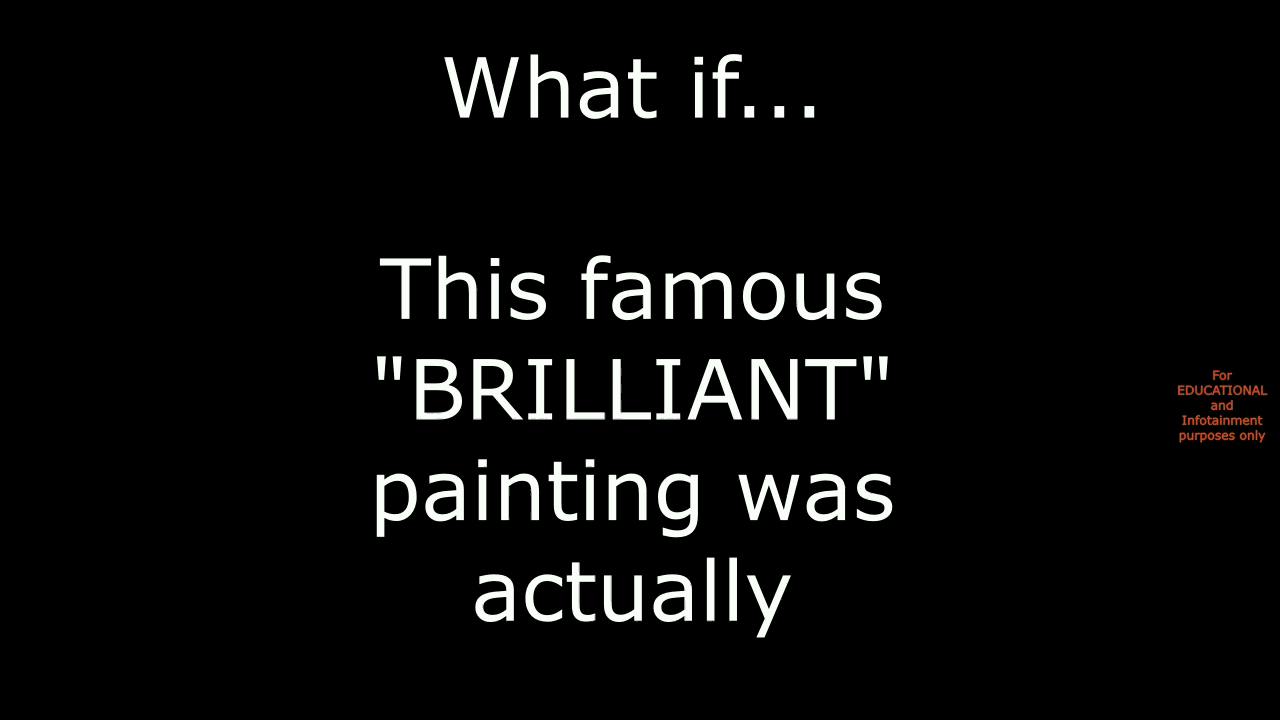 What if...
This famous
"BRILLIANT"
painting was
actually
For
EDUCATIONAL
and
Infotainment
purposes only